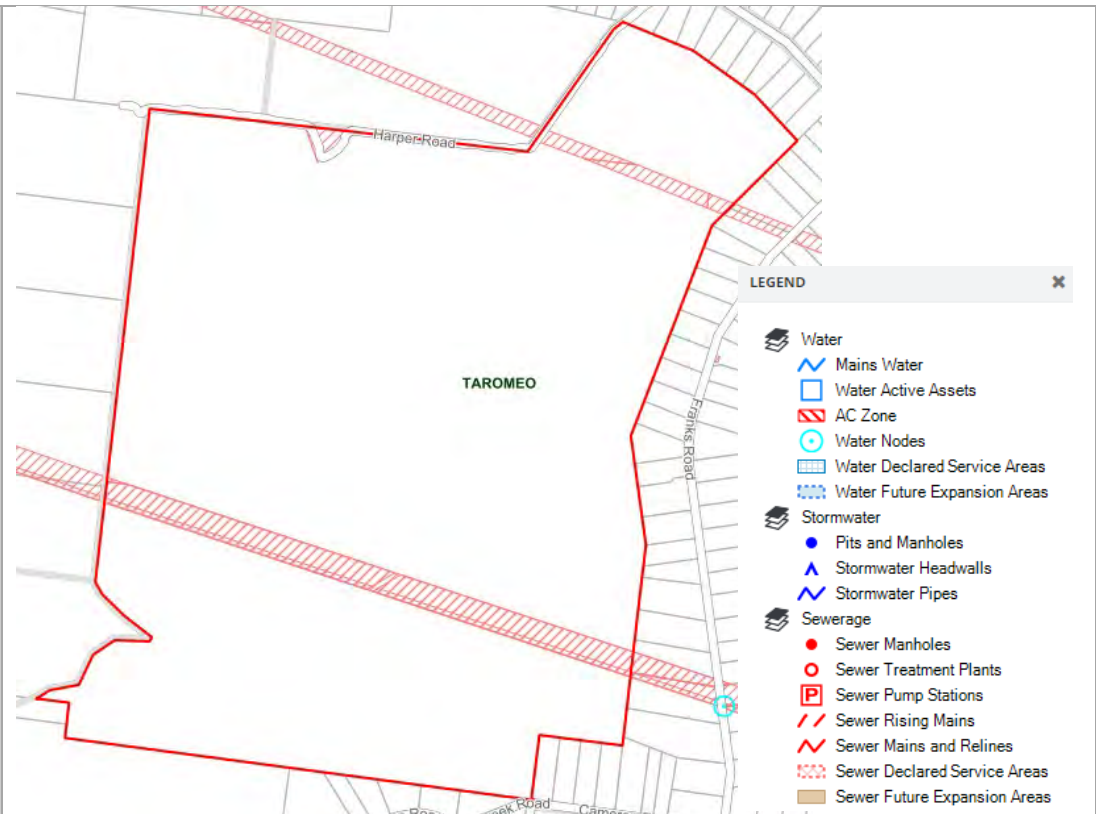 Harper Road
LEGEND
TAROMEO
Franks Road
Water
Mains Water
Water Active Assets
AC Zone
Water Nodes
Water Declared Service Areas
Water Future Expansion Areas
Stormwater
Pits and Manholes
Stormwater Headwalls
Stormwater Pipes
Sewerage
Sewer Manholes
Sewer Treatment Plants
P Sewer Pump Stations
Sewer Rising Mains
Sewer Mains and Relines
Sewer Declared Service Areas
Sewer Future Expansion Areas
Road